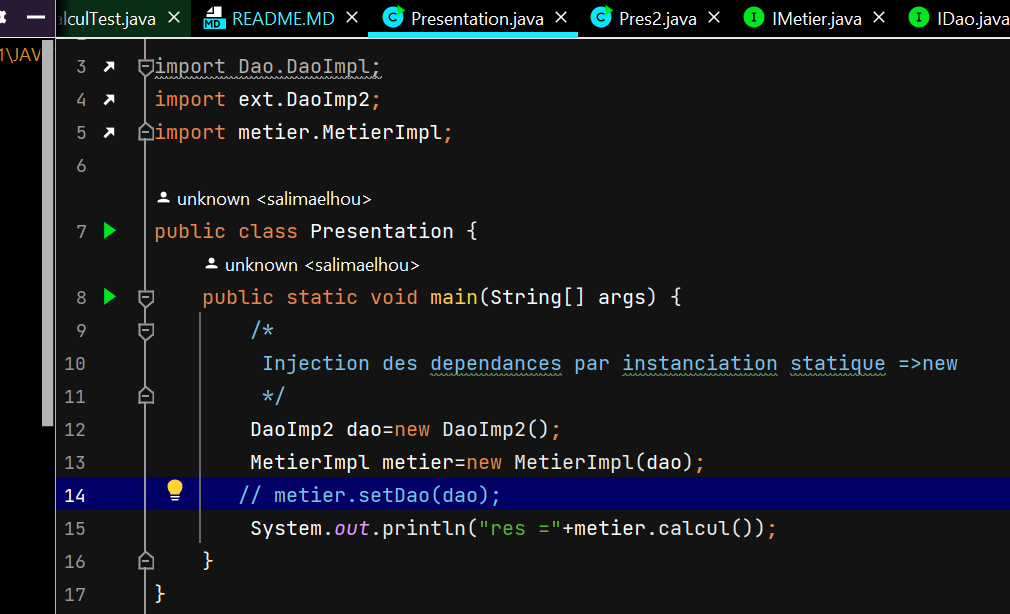 alculTest.java × MD README.MD × C Presentation.java × C Pres2.java × I IMetier.java × I IDao.java
1\JAV
3 import Dao.DaoImpl;
4 import ext.DaoImp2;
5 import metier.MetierImpl;
6
unknown <salimaelhou>
7 public class Presentation {
unknown <salimaelhou>
8 public static void main(String[] args) {
9 /*
10 Injection des dependances par instanciation statique =>new
11 */
12 DaoImp2 dao=new DaoImp2();
13 MetierImpl metier=new MetierImpl(dao);
14 // metier.setDao(dao);
15 System.out.println("res ="+metier.calcul());
16 }
17 }